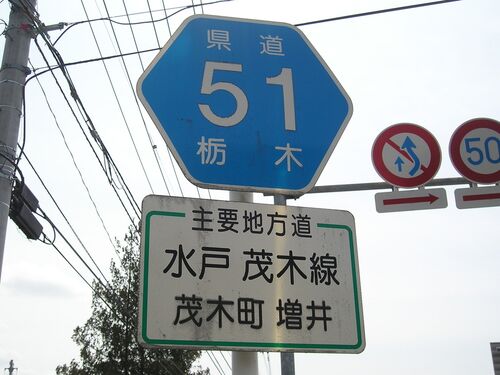 県道
51
栃木
主要地方道
水戸 茂木線
茂木町 増井
50